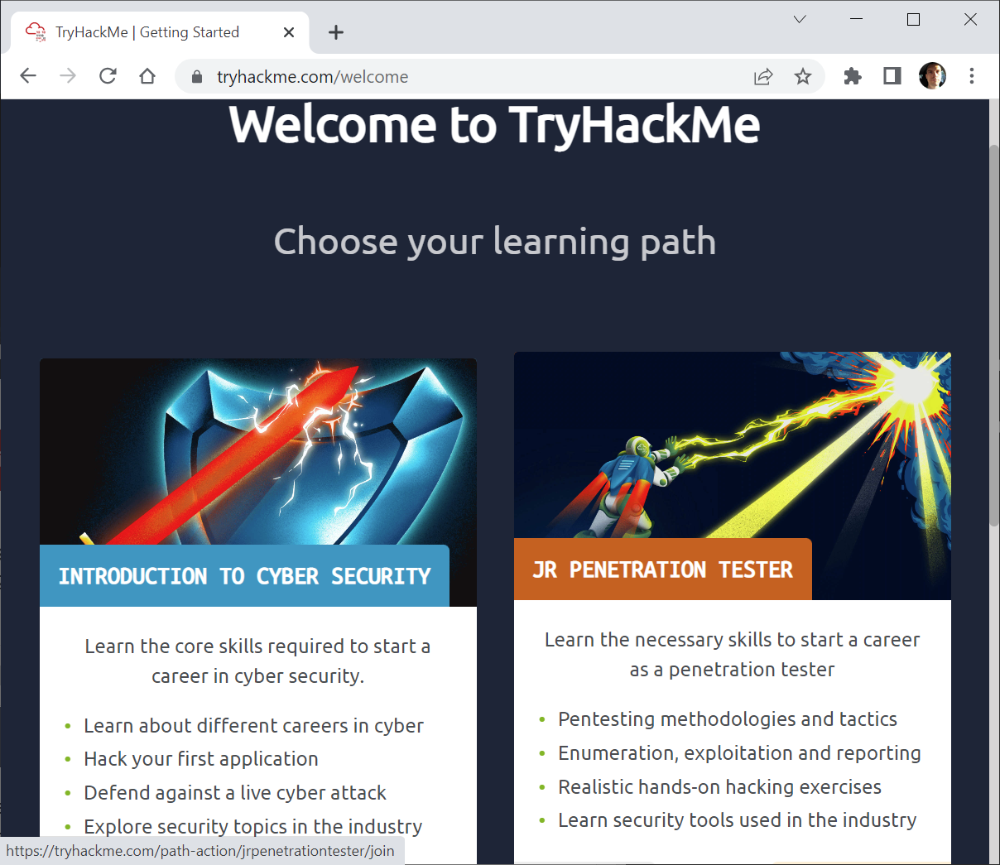 TryHackMe | Getting Started
tryhackme.com/welcome
Welcome to TryHackMe
Choose your learning path
INTRODUCTION TO CYBER SECURITY
Learn the core skills required to start a
career in cyber security.
• Learn about different careers in cyber
• Hack your first application
• Defend against a live cyber attack
• Explore security topics in the industry
JR PENETRATION TESTER
Learn the necessary skills to start a career
as a penetration tester
• Pentesting methodologies and tactics
• Enumeration, exploitation and reporting
• Realistic hands-on hacking exercises
• Learn security tools used in the industry
https://tryhackme.com/path-action/jrpenetrationtester/join